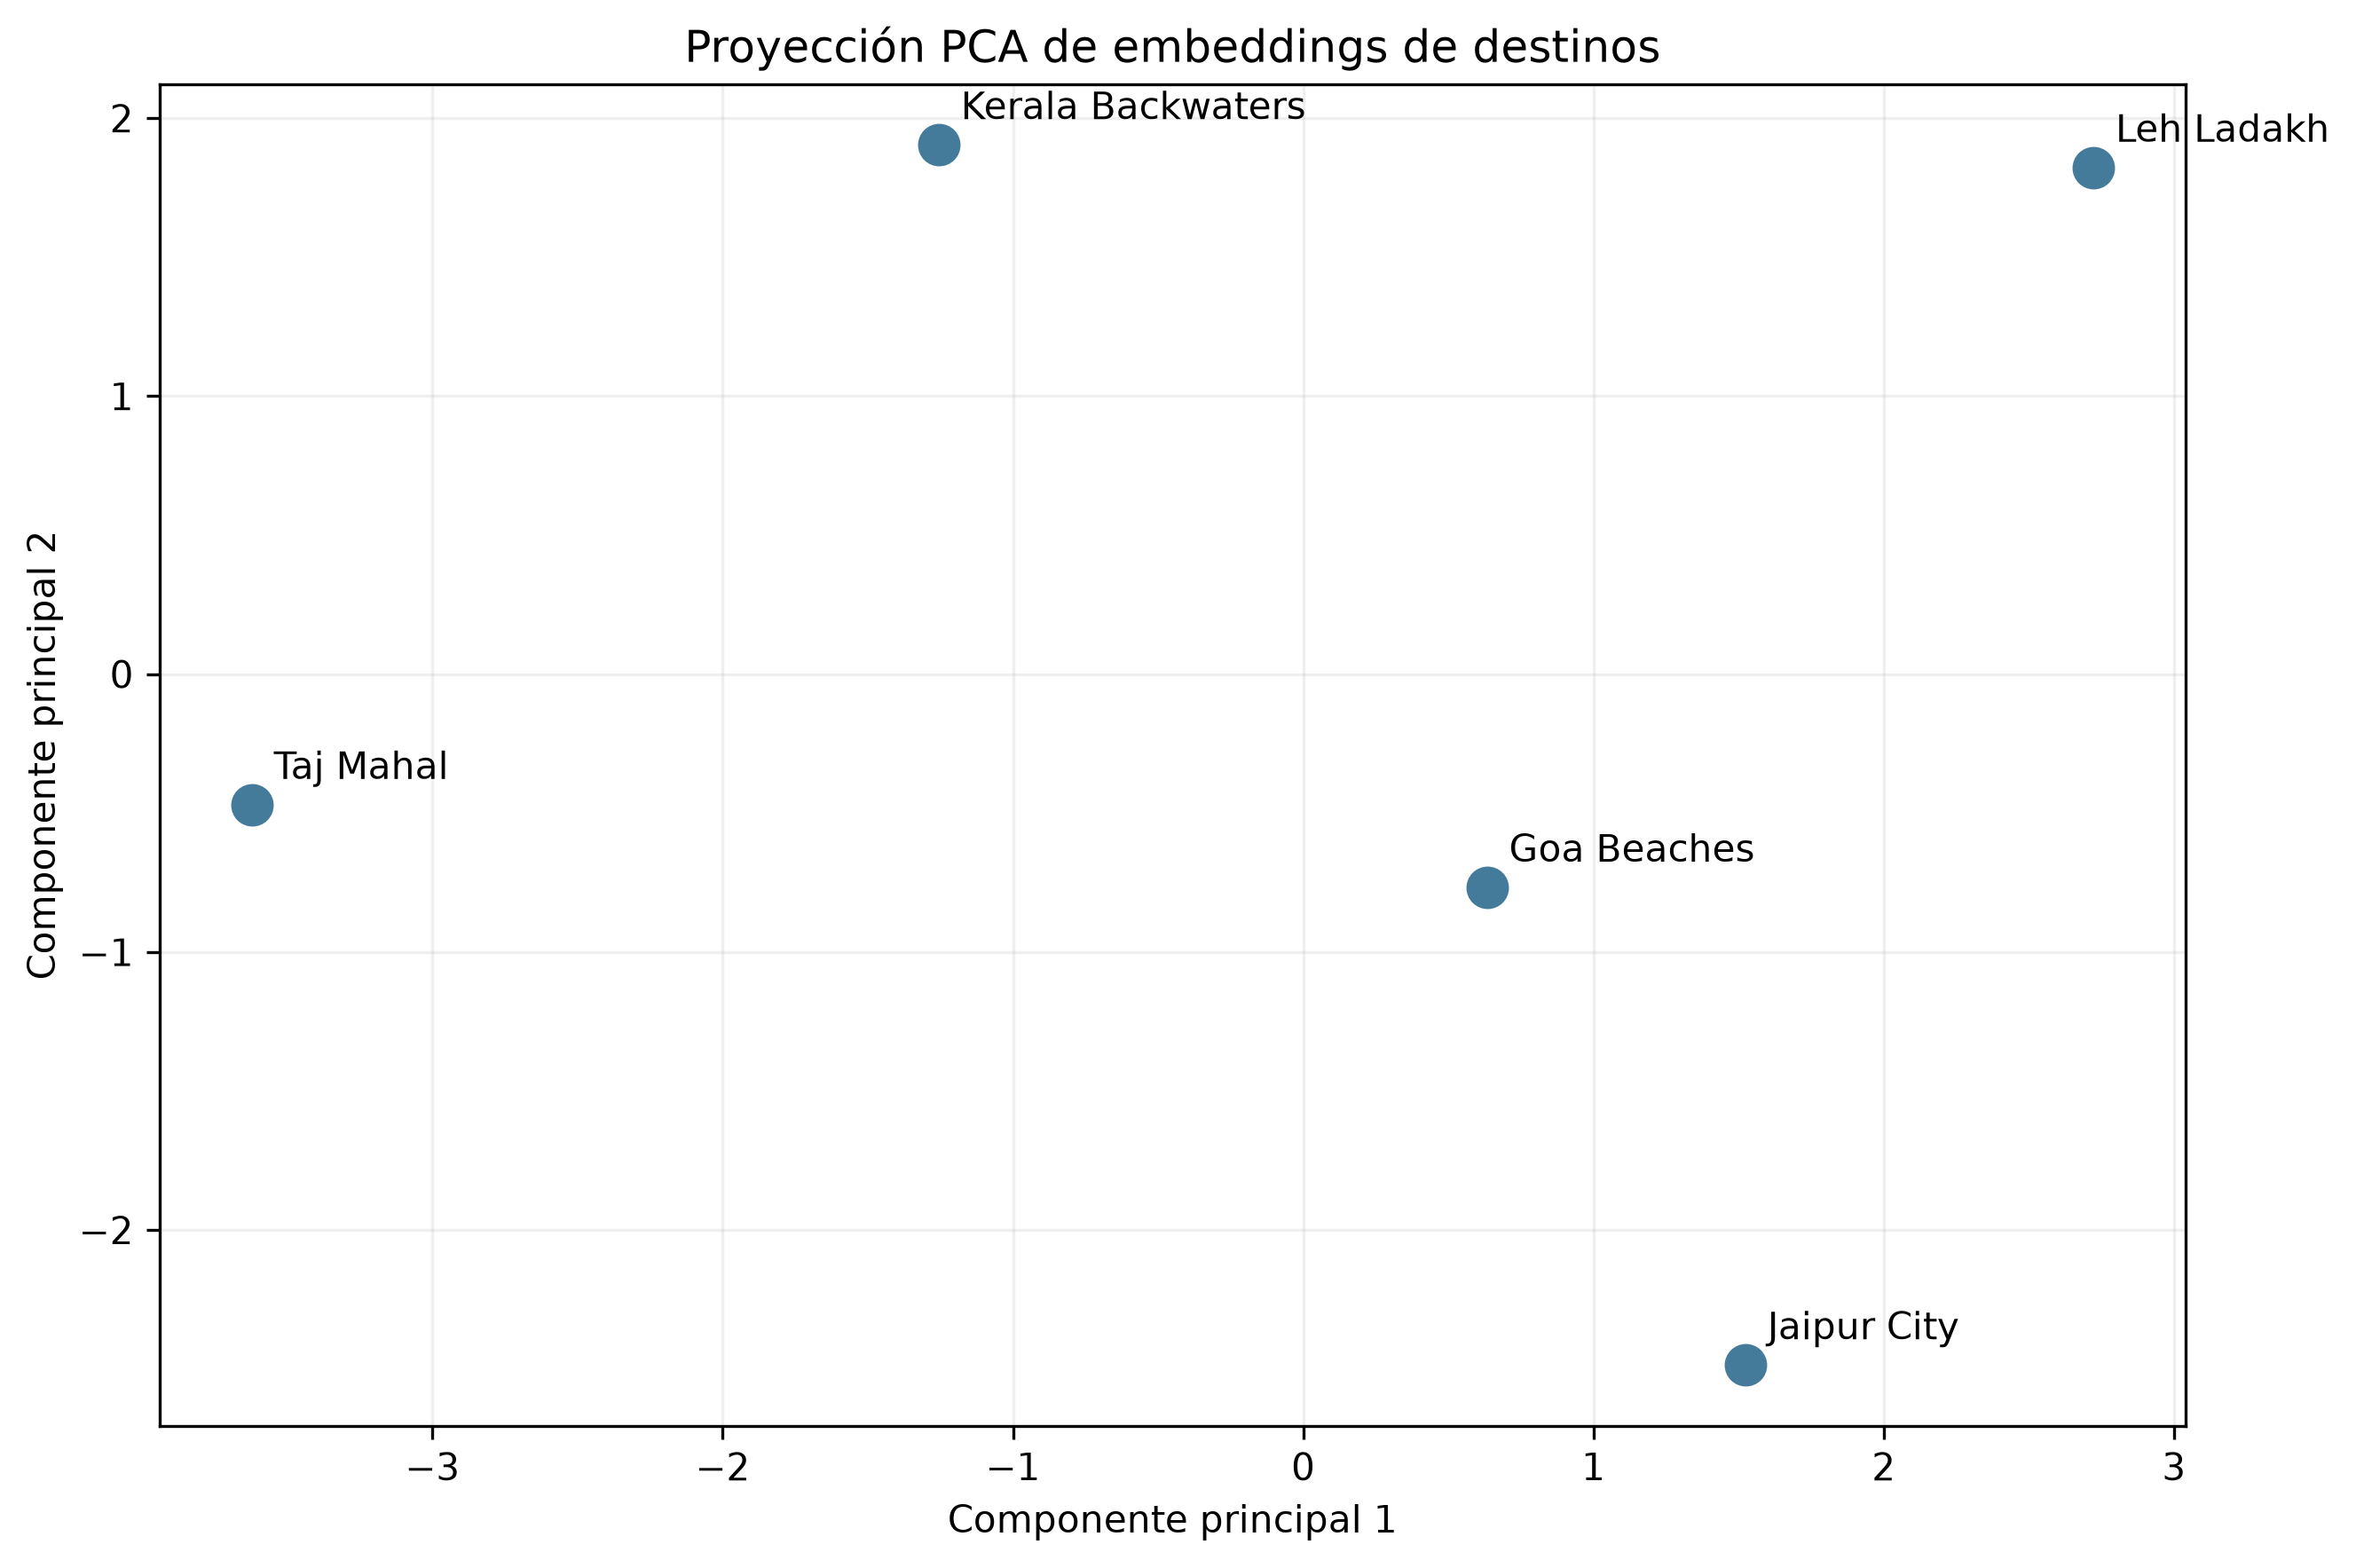 Proyección PCA de embeddings de destinos
Kerala Backwaters
Leh Ladakh
Taj Mahal
Goa Beaches
Jaipur City
Componente principal 2
2
1
0
−1
−2
−3
−2
−1
0
1
2
3
Componente principal 1